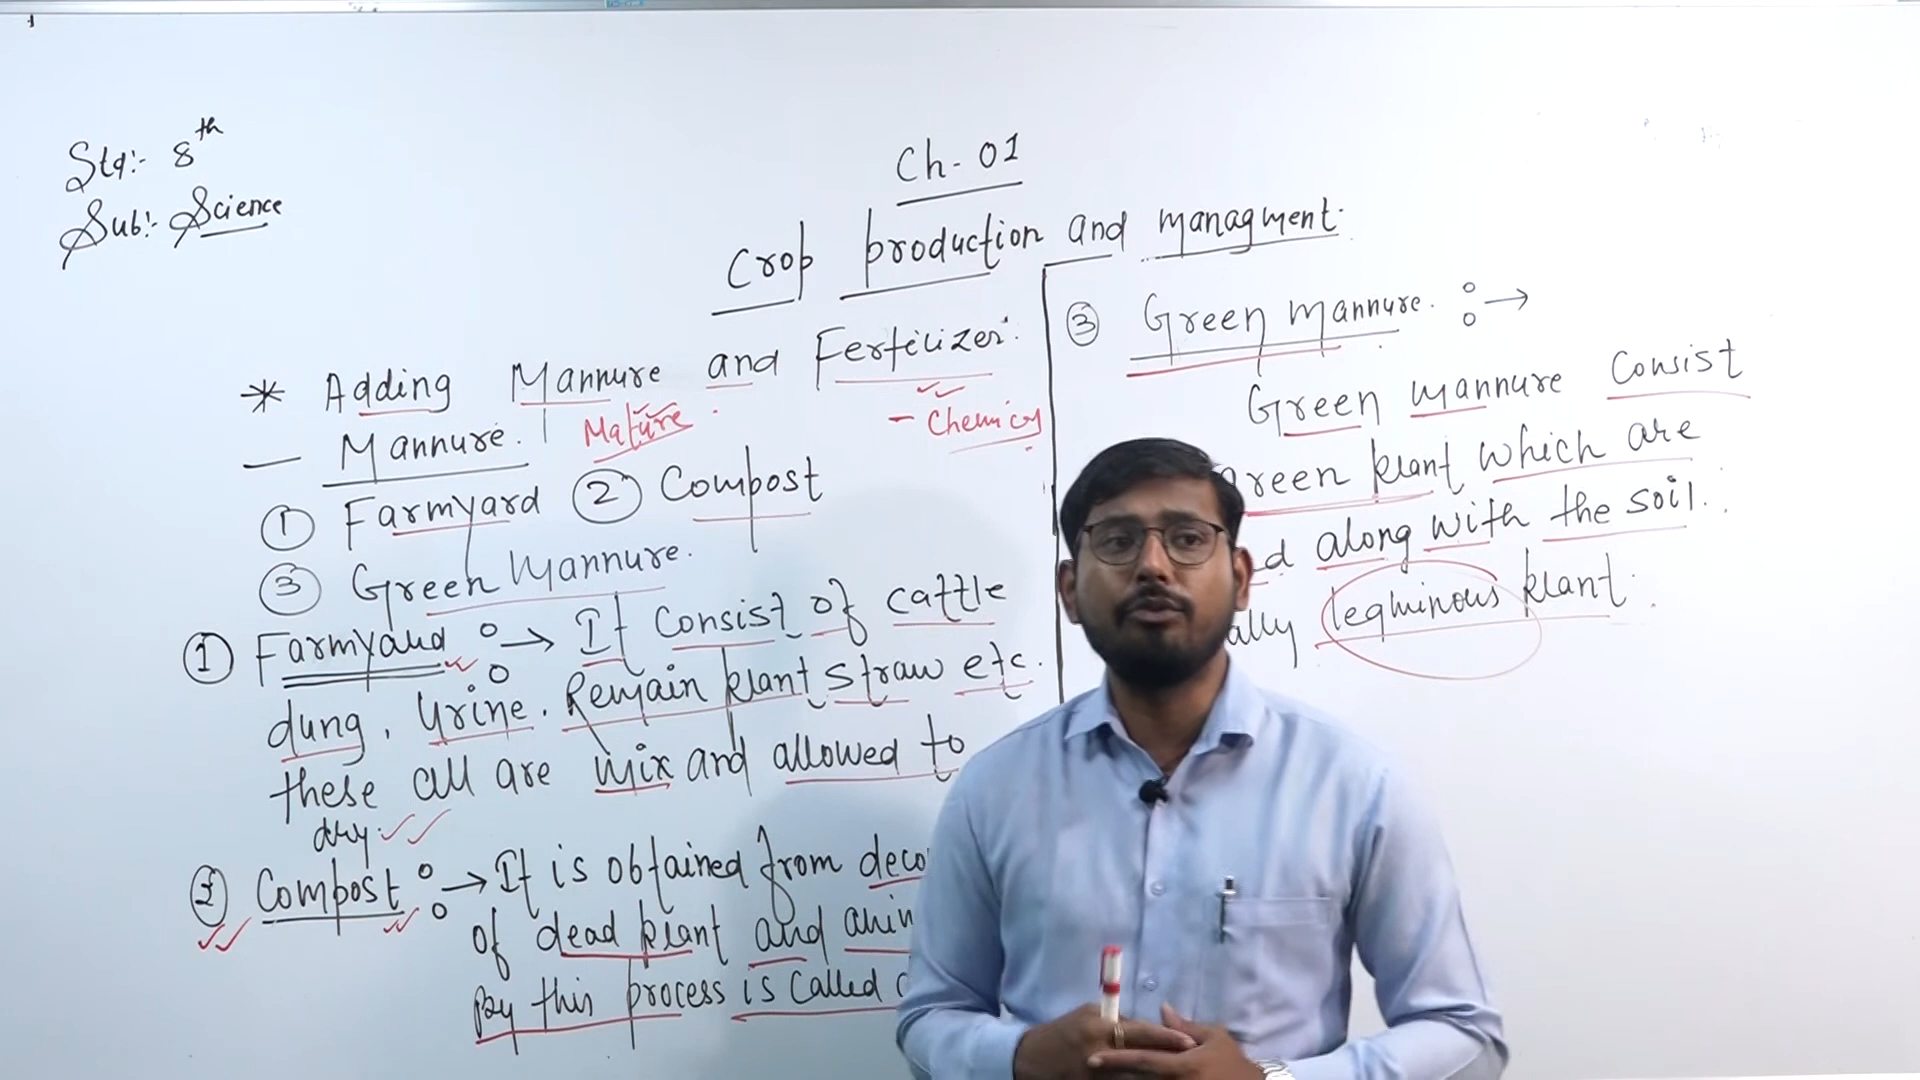 Std:- 8th
Sub:- Science
Ch-01
Crop production and managment.
* Adding Mannure and Fertilizer:
Mature
- Chemicy
— Mannure.
① Farmyard ② Compost
③ Green Mannure.
① Farmyaud :→ It consist of cattle
dung, Urine. Remain plant straw etc.
these all are mix and allowed to
dry.
② Compost :→ It is obtained from deco
of dead plant and anim
By this process is called c
③ Green mannure. :→
Green mannure consist
reen plant which are
d along with the soil.
ally legminous plant.